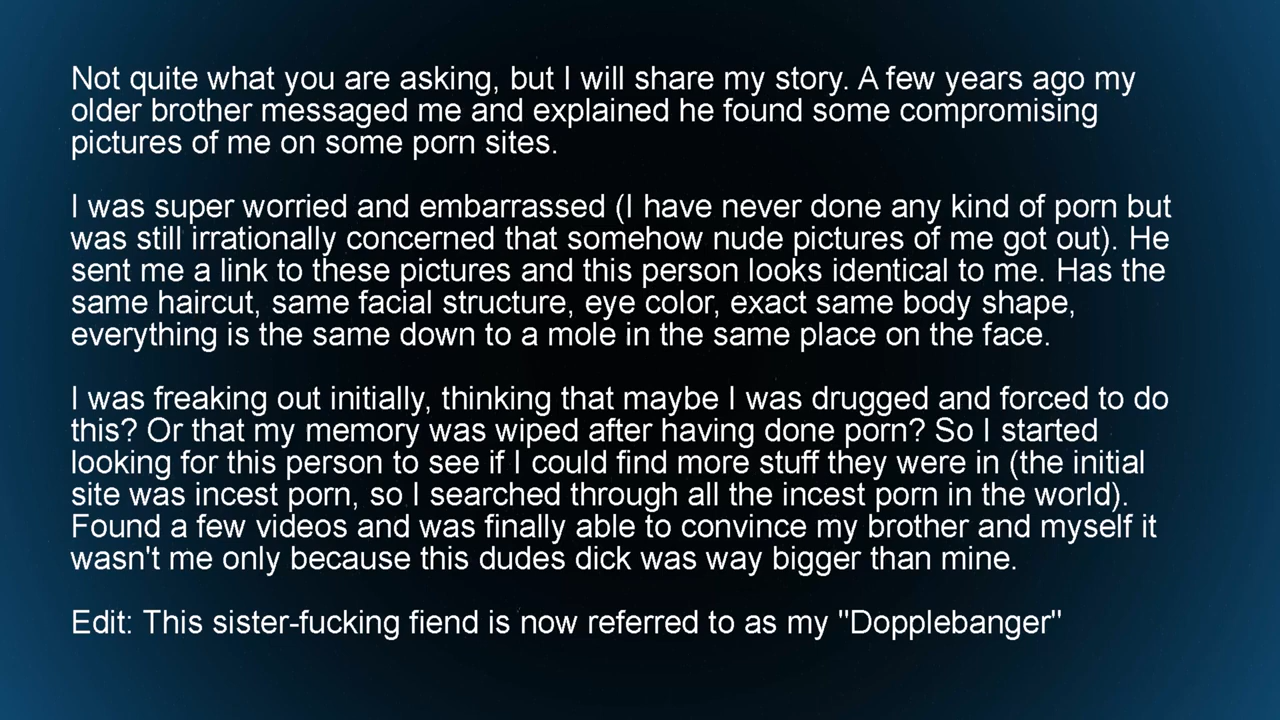 Not quite what you are asking, but I will share my story. A few years ago my
older brother messaged me and explained he found some compromising
pictures of me on some porn sites.
I was super worried and embarrassed (I have never done any kind of porn but
was still irrationally concerned that somehow nude pictures of me got out). He
sent me a link to these pictures and this person looks identical to me. Has the
same haircut, same facial structure, eye color, exact same body shape,
everything is the same down to a mole in the same place on the face.
I was freaking out initially, thinking that maybe I was drugged and forced to do
this? Or that my memory was wiped after having done porn? So I started
looking for this person to see if I could find more stuff they were in (the initial
site was incest porn, so I searched through all the incest porn in the world).
Found a few videos and was finally able to convince my brother and myself it
wasn't me only because this dudes dick was way bigger than mine.
Edit: This sister-fucking fiend is now referred to as my "Dopplebanger"